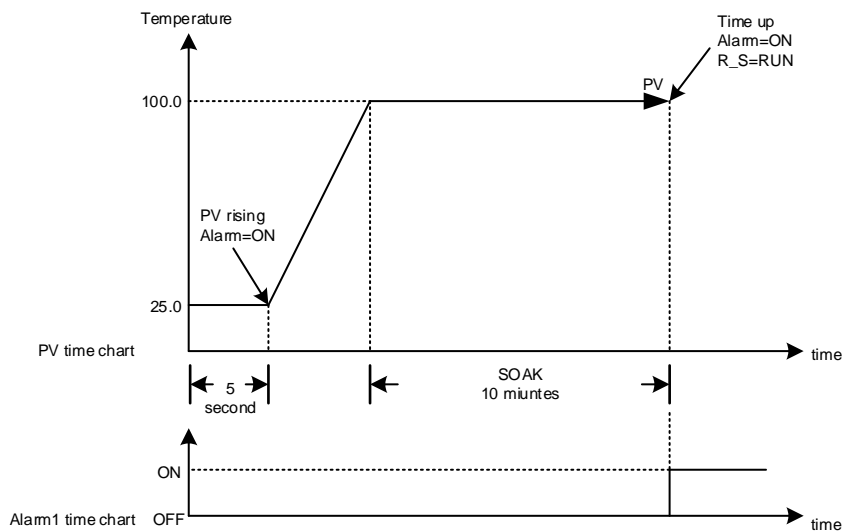 Temperature
Time up
Alarm=ON
R_S=RUN
PV
100.0
PV rising
Alarm=ON
25.0
PV time chart
time
5
second
SOAK
10 miuntes
ON
Alarm1 time chart
OFF
time